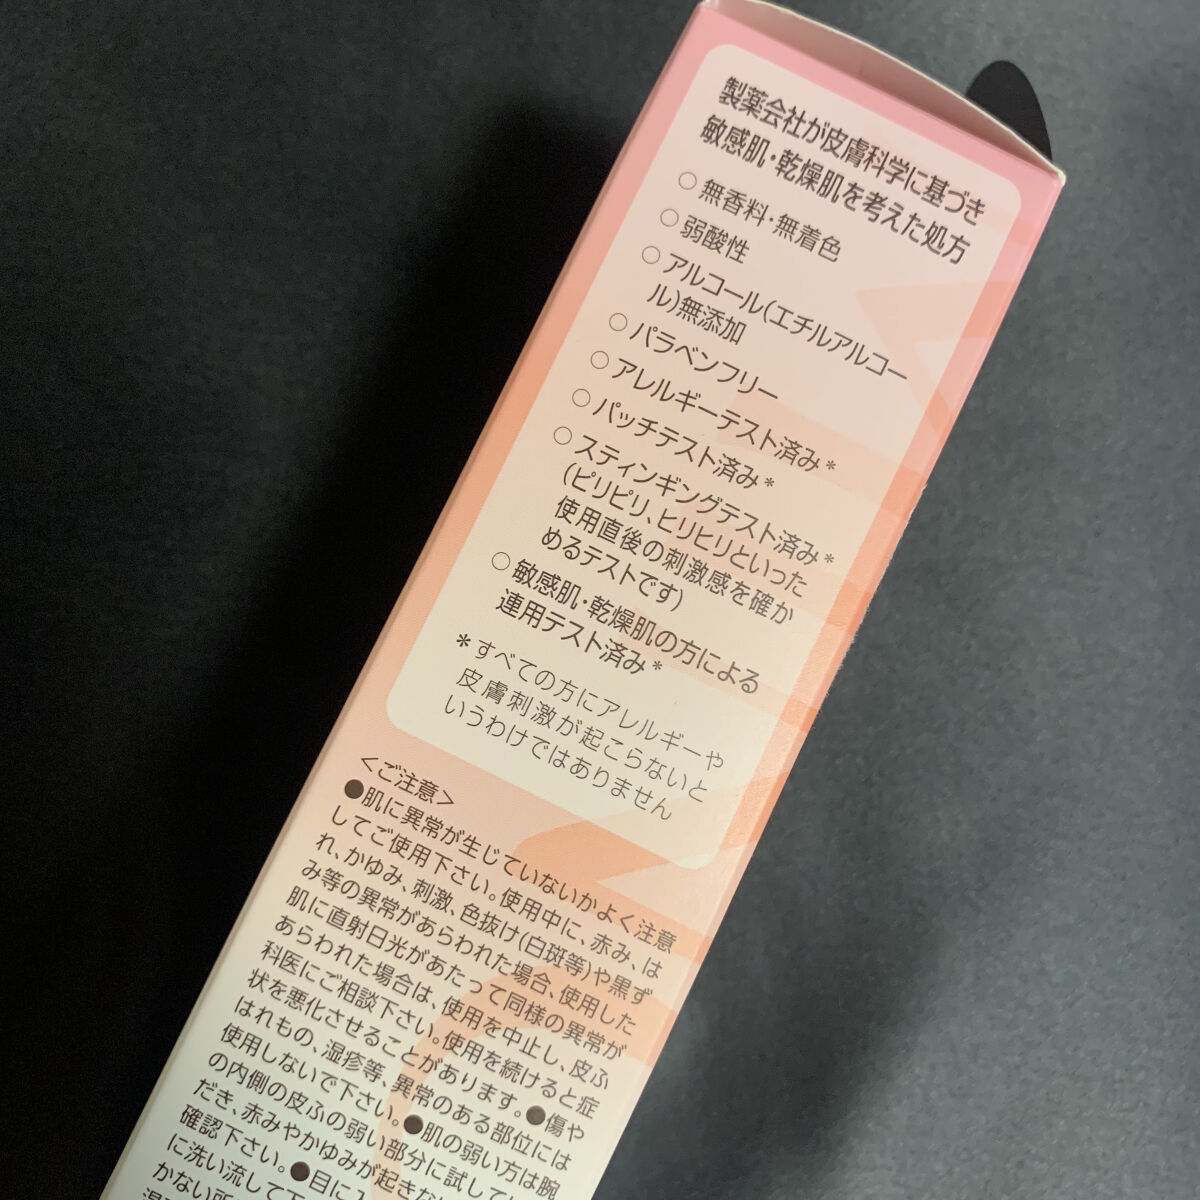 製薬会社が皮膚科学に基づき
敏感肌・乾燥肌を考えた処方
○ 無香料・無着色
○ 弱酸性
○ アルコール(エチルアルコー
ル)無添加
○ パラベンフリー
○ アレルギーテスト済み*
○ パッチテスト済み*
○ スティンギングテスト済み*
(ピリピリ、ヒリヒリといった
使用直後の刺激感を確か
めるテストです)
○ 敏感肌・乾燥肌の方による
連用テスト済み*
*すべての方にアレルギーや
皮膚刺激が起こらないと
いうわけではありません
<ご注意>
●肌に異常が生じていないかよく注意
してご使用下さい。使用中に、赤み、は
れ、かゆみ、刺激、色抜け(白斑等)や黒ず
み等の異常があらわれた場合、使用した
肌に直射日光があたって同様の異常が
あらわれた場合は、使用を中止し、皮ふ
科医にご相談下さい。使用を続けると症
状を悪化させることがあります。●傷や
はれもの、湿疹等、異常のある部位には
使用しないで下さい。●肌の弱い方は腕
の内側の皮ふの弱い部分に試してい
だき、赤みやかゆみが起きない
確認下さい。●目に入
に洗い流して下
かない所